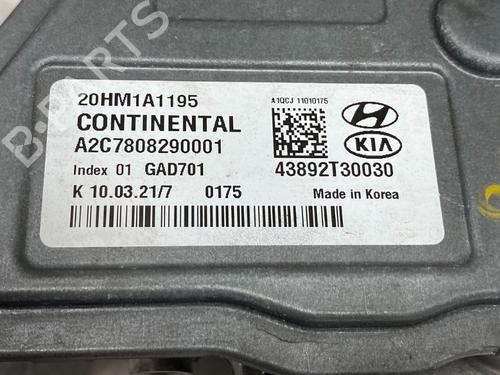 20HM1A1195
CONTINENTAL
A2C7808290001
Index 01 GAD701
K 10.03.21/7 0175
A1QCJ 11010175
KIA
43892T30030
Made in Korea
B-PARTS